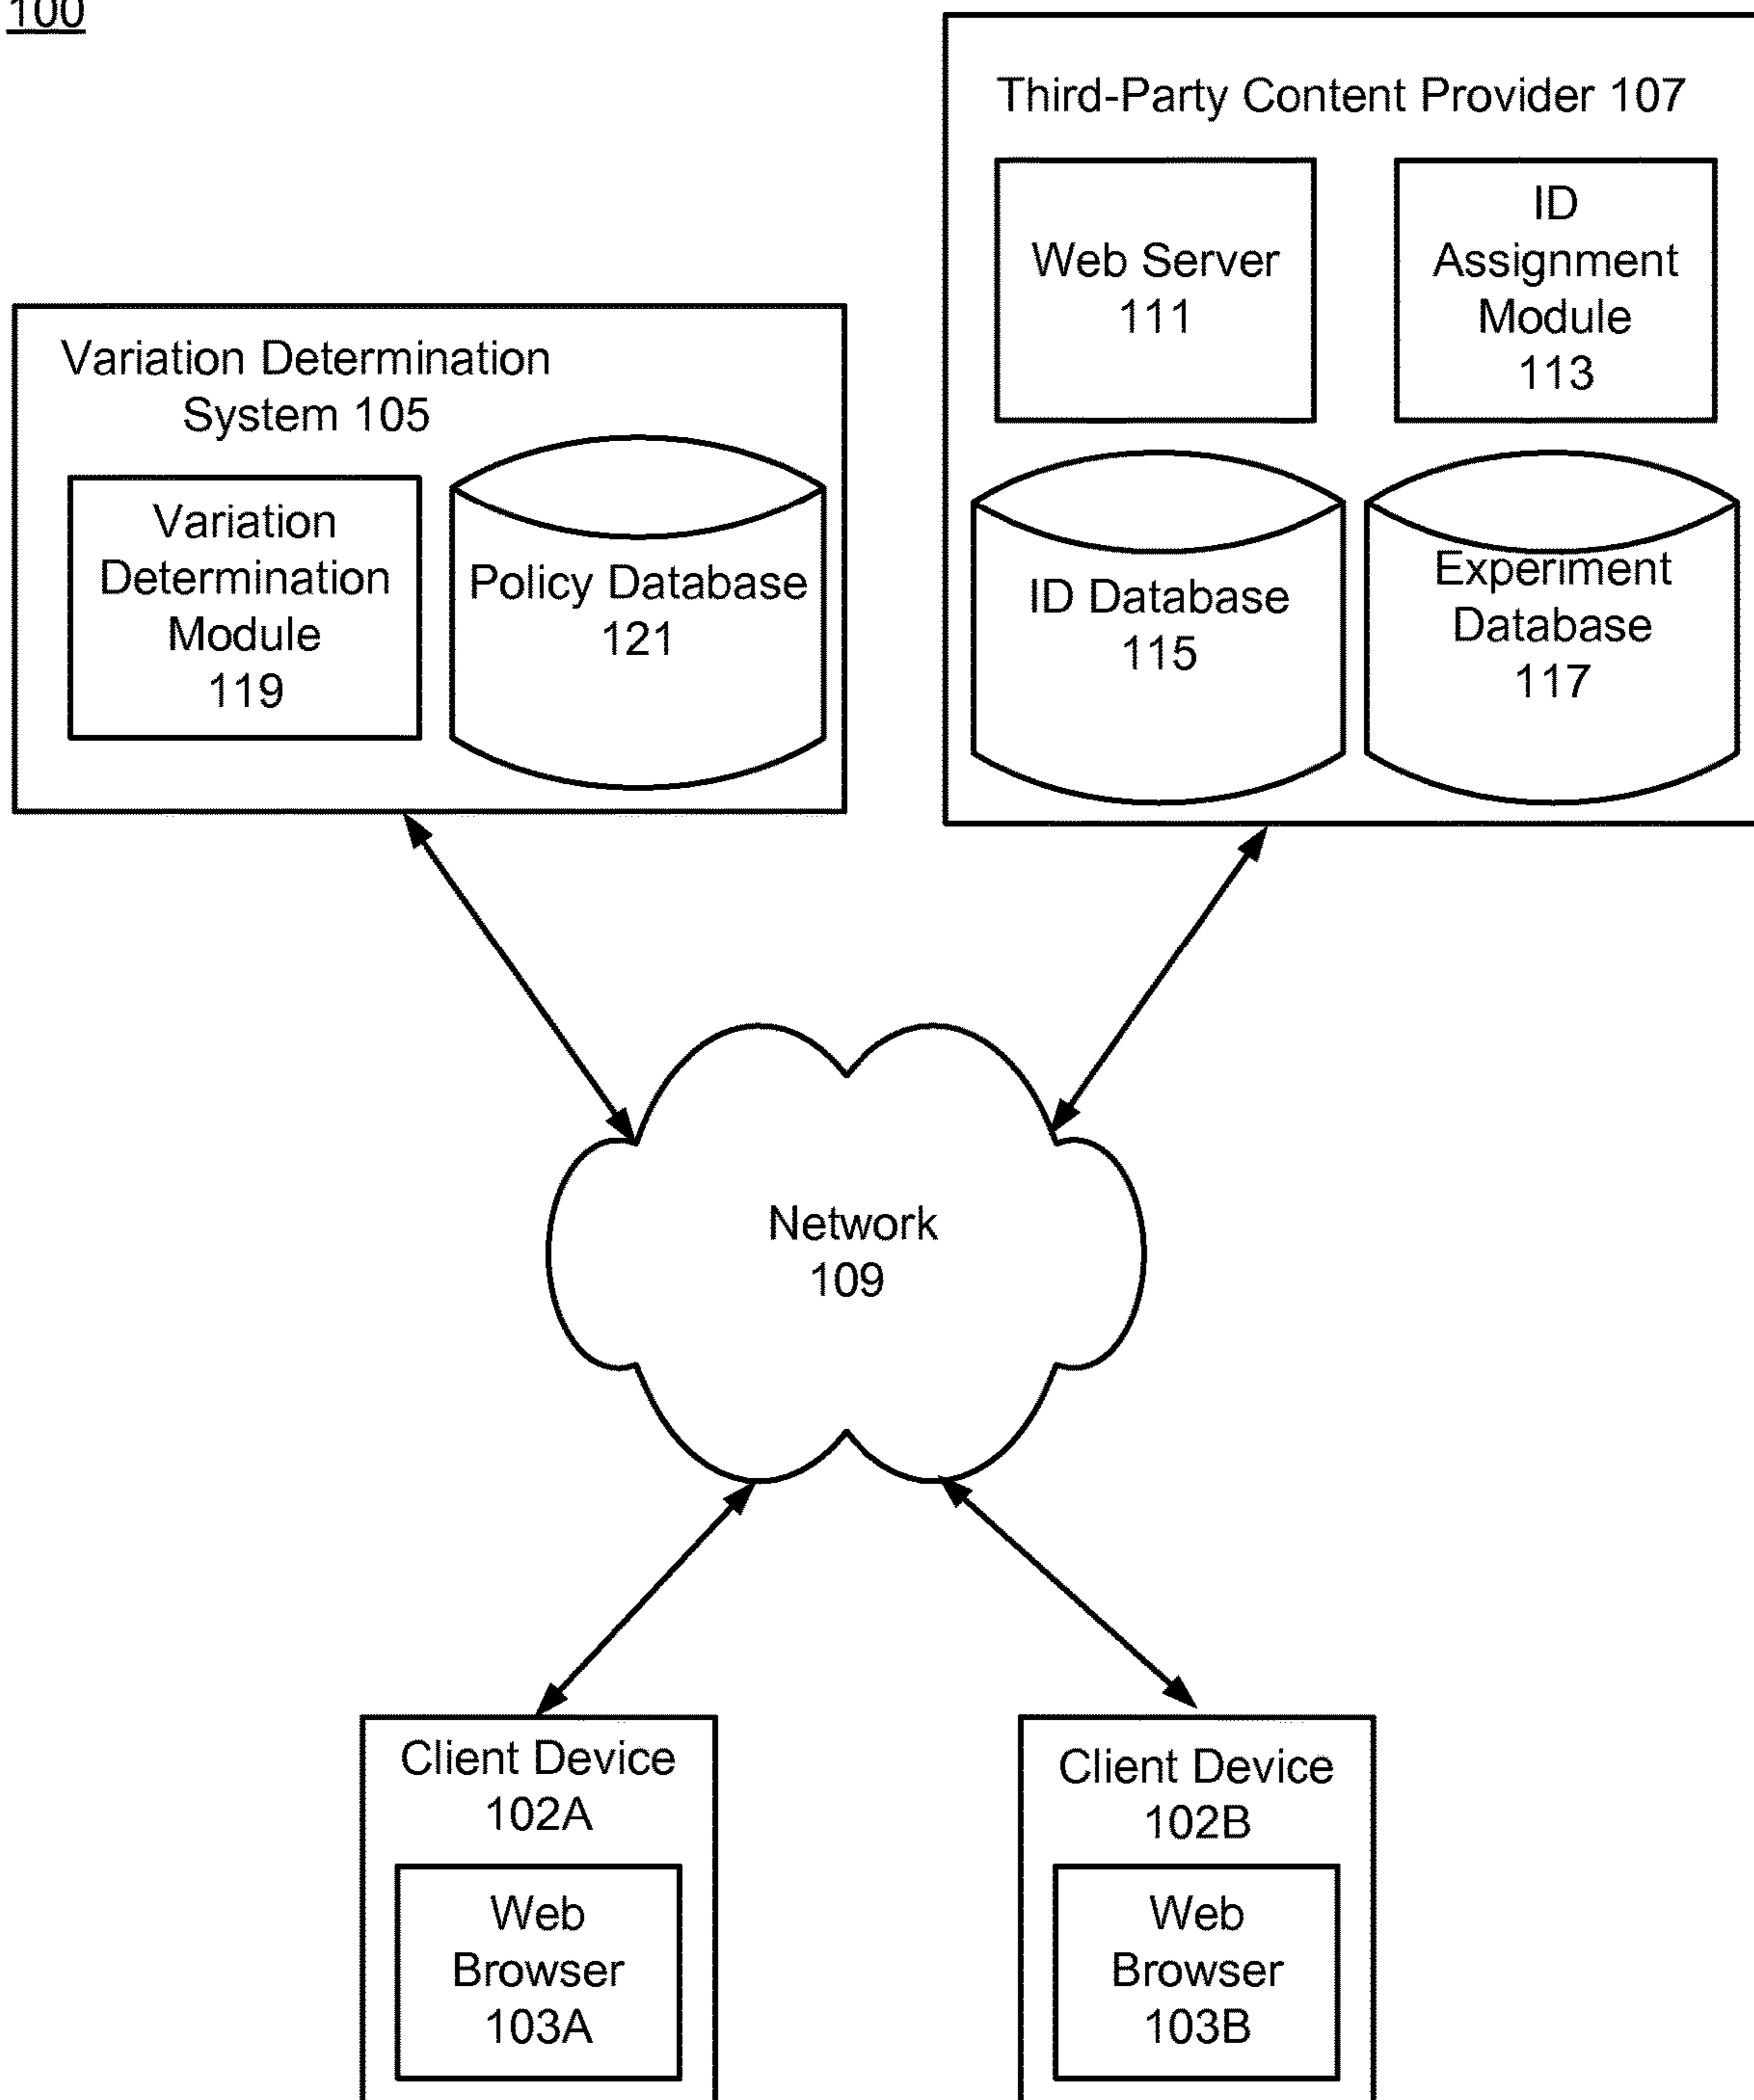 100
Third-Party Content Provider 107
Web Server
111
ID
Assignment
Module
113
Variation Determination
System 105
Variation
Determination
Module
119
Policy Database
121
ID Database
115
Experiment
Database
117
Network
109
Client Device
102A
Web
Browser
103A
Client Device
102B
Web
Browser
103B